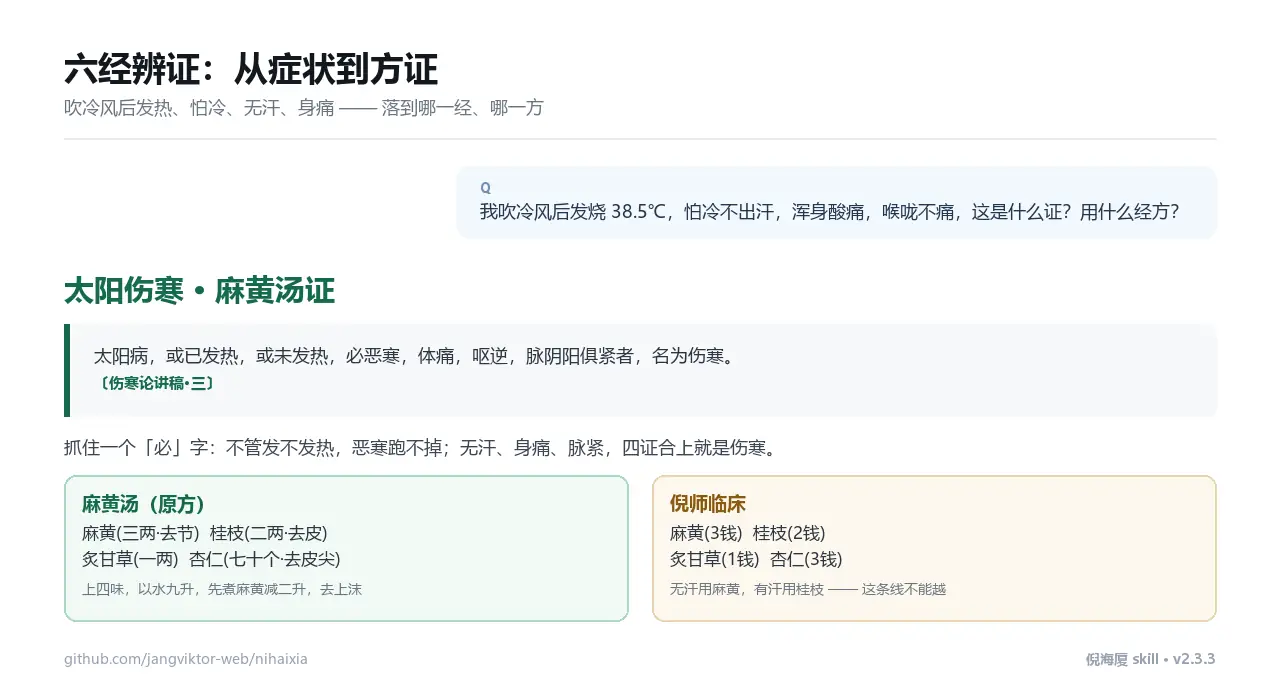 六经辨证：从症状到方证
吹冷风后发热、怕冷、无汗、身痛 —— 落到哪一经、哪一方
Q
我吹冷风后发烧 38.5℃，怕冷不出汗，浑身酸痛，喉咙不痛，这是什么证？用什么经方？
太阳伤寒 · 麻黄汤证
太阳病，或已发热，或未发热，必恶寒，体痛，呕逆，脉阴阳俱紧者，名为伤寒。
〔伤寒论讲稿·三〕
抓住一个「必」字：不管发不发热，恶寒跑不掉；无汗、身痛、脉紧，四证合上就是伤寒。
麻黄汤（原方）
麻黄(三两·去节) 桂枝(二两·去皮)
炙甘草(一两) 杏仁(七十个·去皮尖)
上四味，以水九升，先煮麻黄减二升，去上沫
倪师临床
麻黄(3钱) 桂枝(2钱)
炙甘草(1钱) 杏仁(3钱)
无汗用麻黄，有汗用桂枝 —— 这条线不能越
github.com/jangviktor-web/nihaixia
倪海厦 skill · v2.3.3